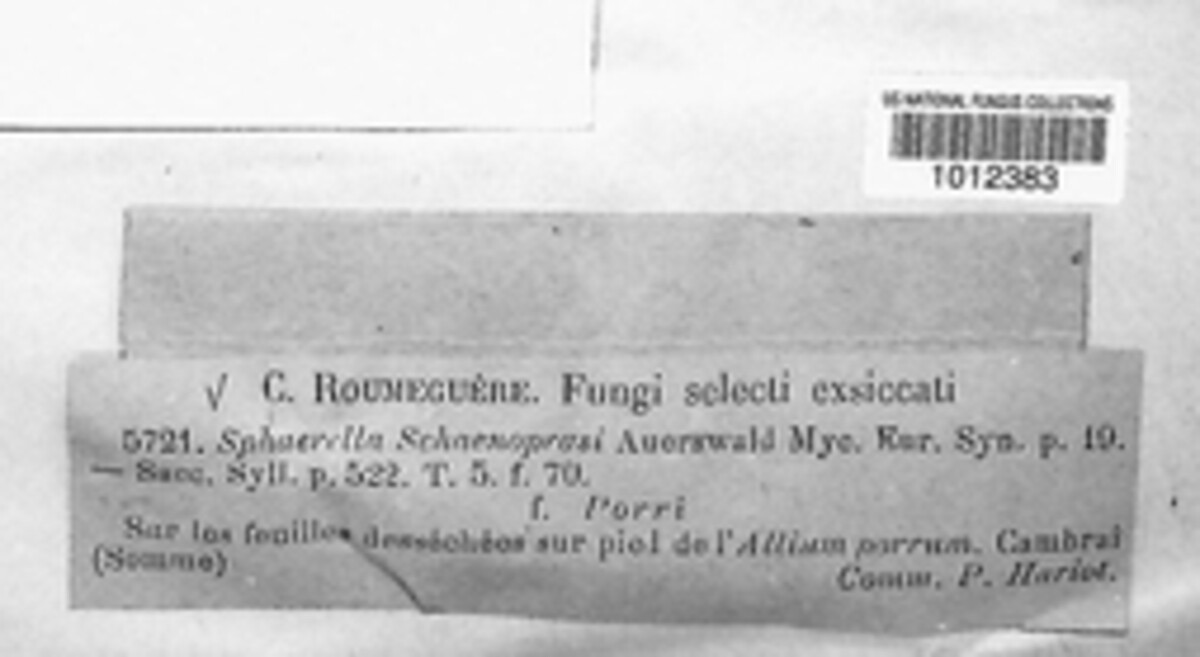 US NATIONAL FUNGUS COLLECTIONS
1012383
√ C. ROUMEGUÈRE. Fungi selecti exsiccati
5721. Sphaerella Schaenoprasi Auerswald Myc. Eur. Syn. p. 19.
— Sacc. Syll. p. 522. T. 5. f. 70.
f. Porri
Sur les feuilles desséchées sur pied de l'Allium porrum. Cambrai
(Somme)
Comm. P. Hariot.